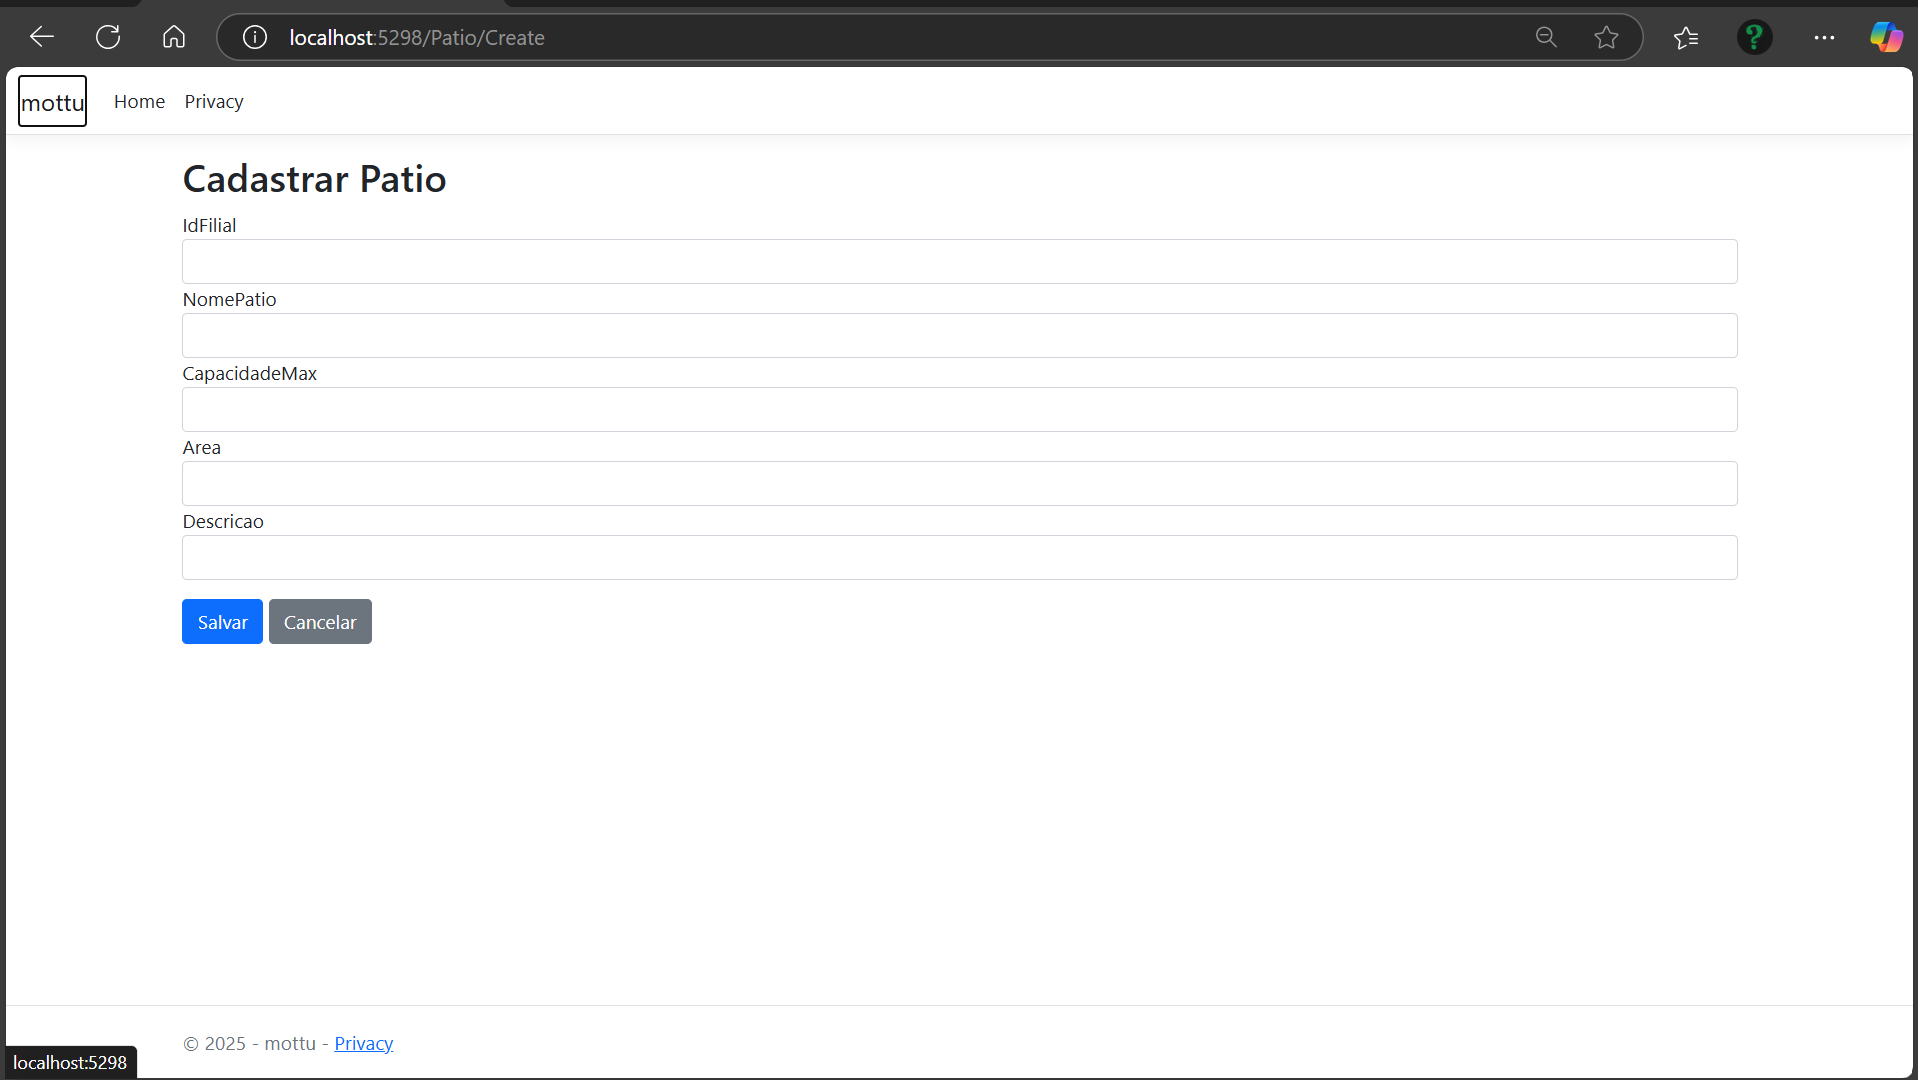 localhost:5298/Patio/Create
mottu Home Privacy
Cadastrar Patio
IdFilial
NomePatio
CapacidadeMax
Area
Descricao
Salvar Cancelar
© 2025 - mottu - Privacy
localhost:5298